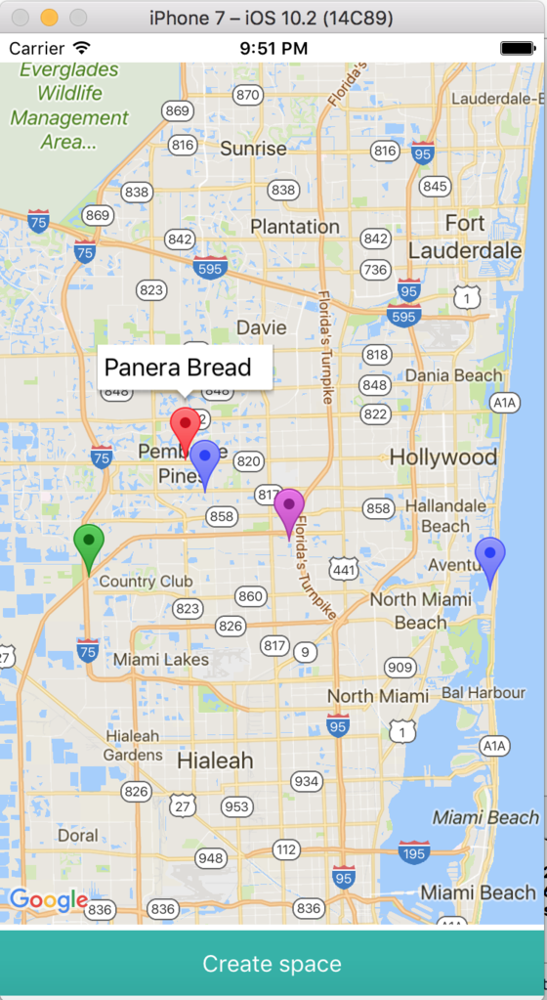 iPhone 7 – iOS 10.2 (14C89)
Carrier 9:51 PM
Everglades
Wildlife
Management
Area...
870
869
Florida's
Lauderdale-
816
Sunrise
816
95
838
838
845
869
75
Plantation
Fort
Lauderdale
75
842
842
595
736
823
95
1
595
Florida's Turnpike
Davie
818
Panera Bread
848
848
848
Dania Beach
A1A
822
2
Pemb e
Pines
75
820
Hollywood
817
858
858
Hallandale
Beach
Florida's Turnpike
441
Aventu
Country Club
860
823
North Miami
Beach
826
27
75
Miami Lakes
817
9
909
North Miami
Bal Harbour
95
1
Hialeah
Gardens
A1A
Hialeah
934
826
27
953
Miami Beach
Doral
112
948
195
95
Miami Beach
Google
836
836
836
A1A
Create space